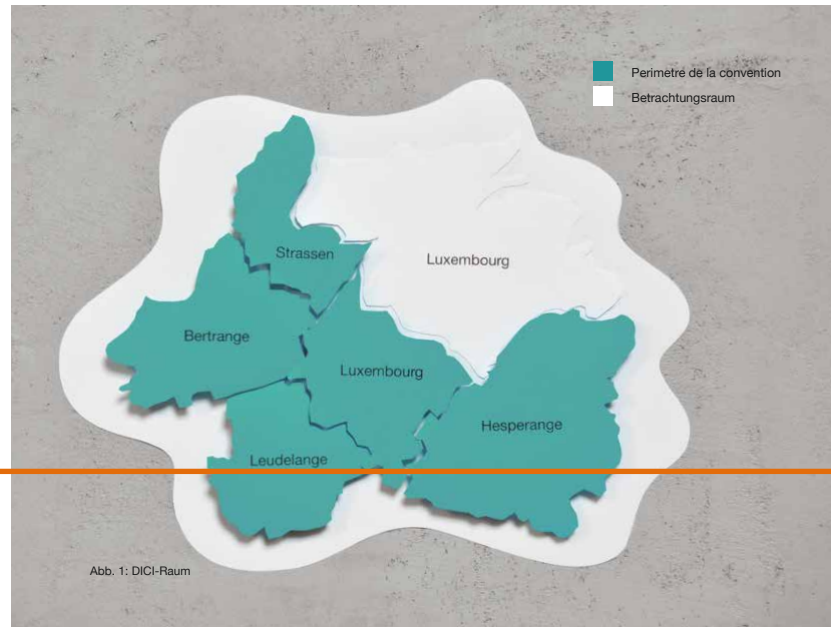 Perimetre de la convention
Betrachtungsraum
Strassen
Luxembourg
Bertrange
Luxembourg
Hesperange
Leudelange
Abb. 1: DICI-Raum